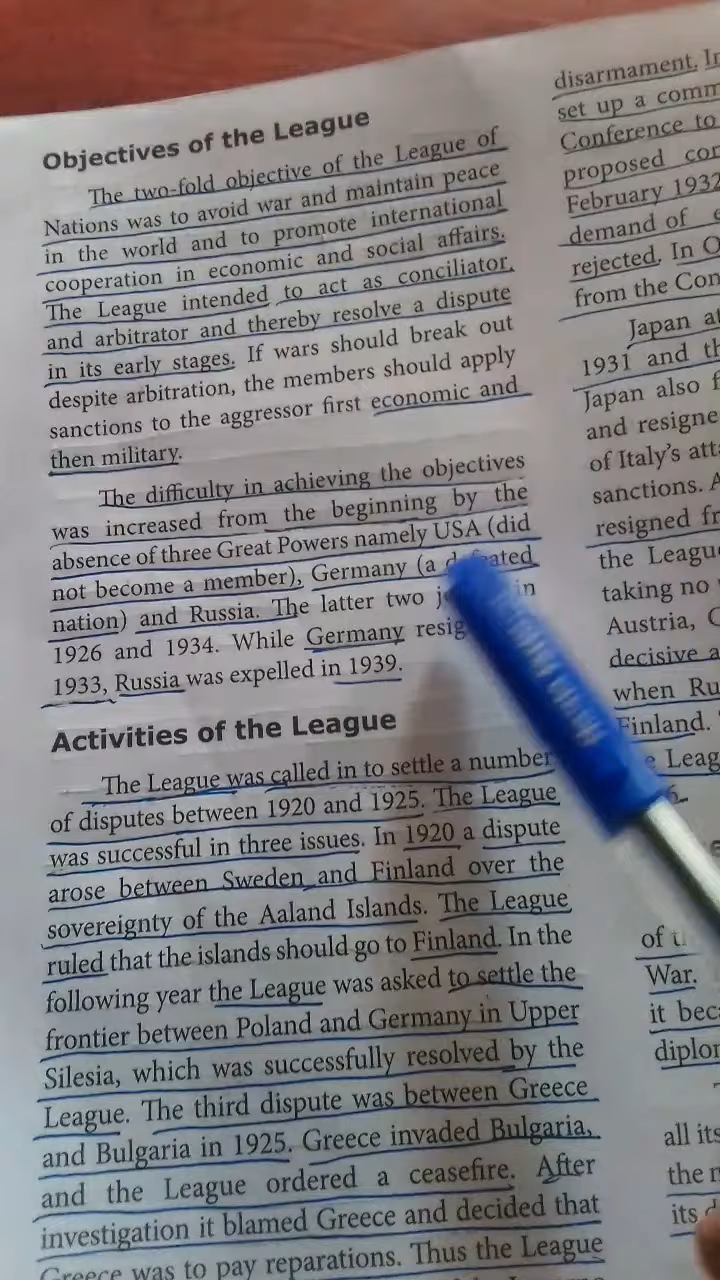 Objectives of the League
The two-fold objective of the League of
Nations was to avoid war and maintain peace
in the world and to promote international
cooperation in economic and social affairs.
The League intended to act as conciliator
and arbitrator and thereby resolve a dispute
in its early stages. If wars should break out
despite arbitration, the members should apply
sanctions to the aggressor first economic and
then military.
The difficulty in achieving the objectives
was increased from the beginning by the
absence of three Great Powers namely USA (did
not become a member), Germany (a defeated
nation) and Russia. The latter two in
1926 and 1934. While Germany
1933, Russia was expelled in 1939.
Activities of the League
The League was called in to settle a number
of disputes between 1920 and 1925. The League
was successful in three issues. In 1920 a dispute
arose between Sweden and Finland over the
sovereignty of the Aaland Islands. The League
ruled that the islands should go to Finland. In the
following year the League was asked to settle the
frontier between Poland and Germany in Upper
Silesia, which was successfully resolved by the
League. The third dispute was between Greece
and Bulgaria in 1925. Greece invaded Bulgaria,
and the League ordered a ceasefire. After
investigation it blamed Greece and decided that
Greece was to pay reparations. Thus the League
disarmament.
set up a
Conference to
proposed
February 1932
demand of
rejected. In
from the
Japan
1931 and
Japan also
and
of Italy's
sanctions.
resigned
the
taking no
Austria,
decisive
when
Finland.
of
War.
it
all its
the
its